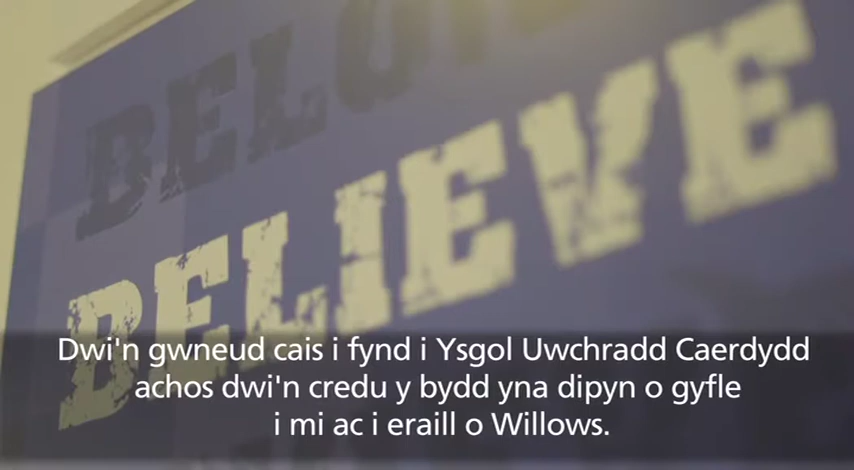 BELONG
BELIEVE
Dwi'n gwneud cais i fynd i Ysgol Uwchradd Caerdydd
achos dwi'n credu y bydd yna dipyn o gyfle
i mi ac i eraill o Willows.